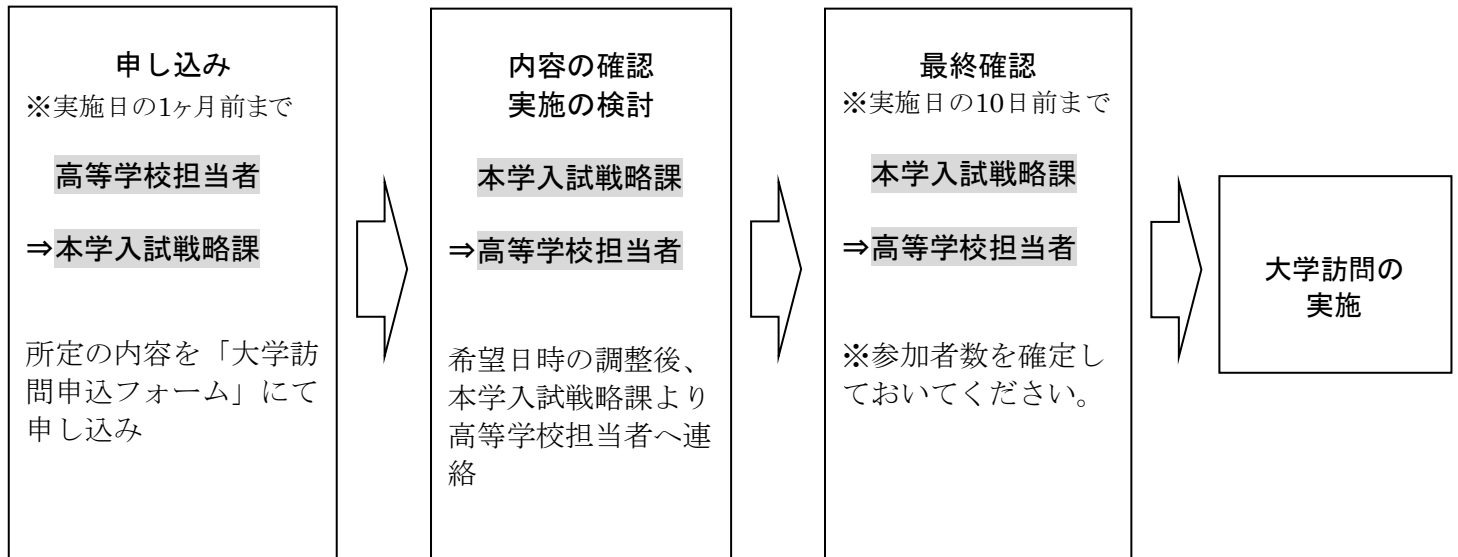 申し込み
※実施日の1ヶ月前まで
高等学校担当者
⇒本学入試戦略課
所定の内容を「大学訪
問申込フォーム」にて
申し込み
内容の確認
実施の検討
本学入試戦略課
⇒高等学校担当者
希望日時の調整後、
本学入試戦略課より
高等学校担当者へ連
絡
最終確認
※実施日の10日前まで
本学入試戦略課
⇒高等学校担当者
※参加者数を確定し
ておいてください。
大学訪問の
実施